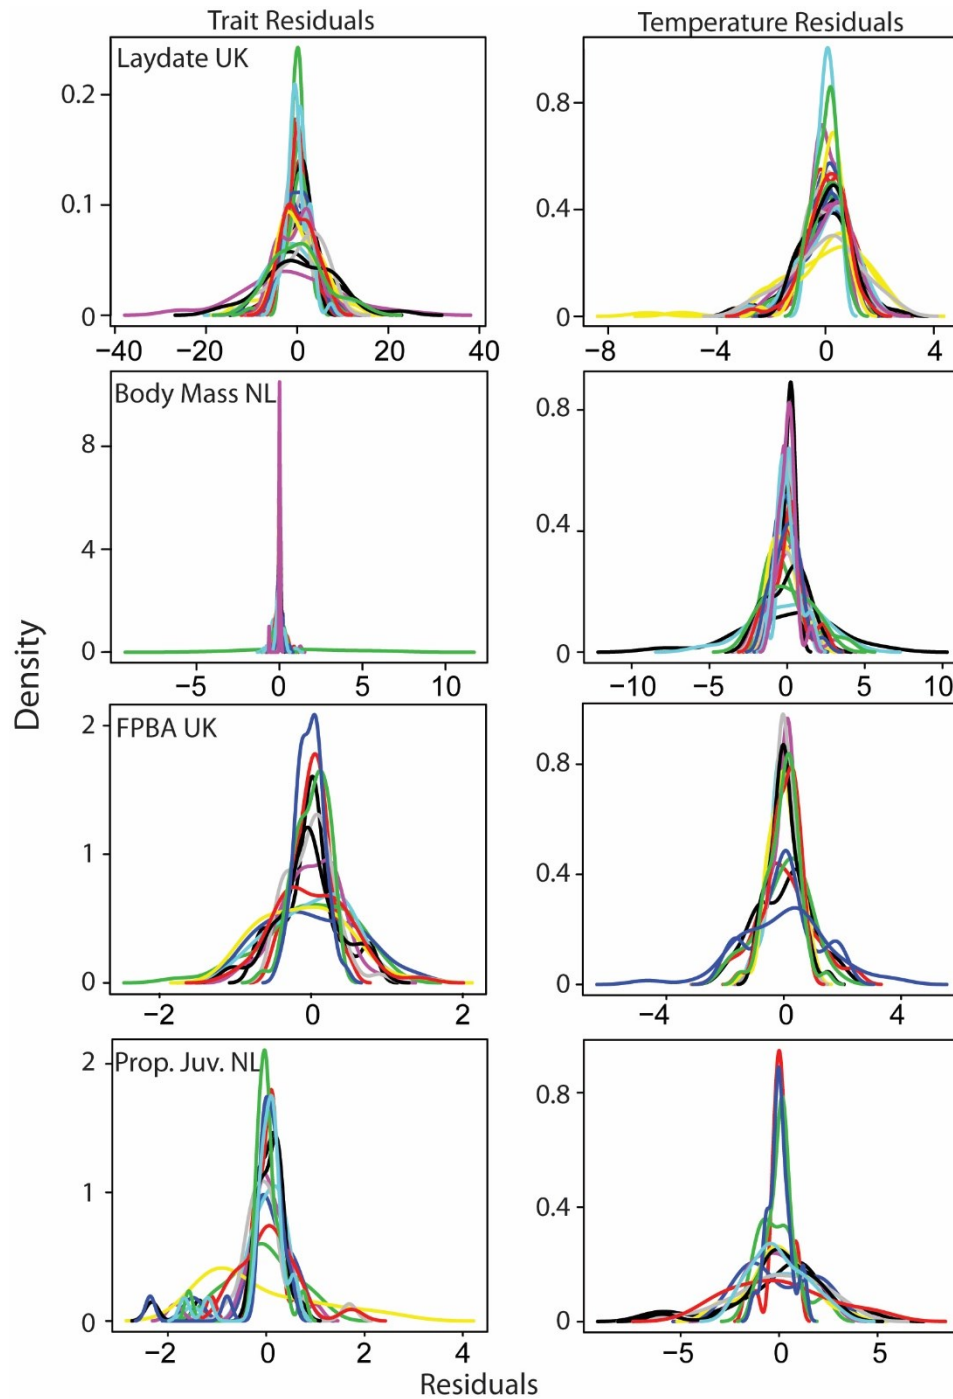 Trait Residuals
Temperature Residuals
Laydate UK
0.2
0.1
0
−40 −20 0 20 40
0.8
0.4
0
−8 −4 0 4
Body Mass NL
8
4
0
−5 0 5 10
0.8
0.4
0
−10 −5 0 5 10
Density
FPBA UK
2
1
0
−2 0 2
0.8
0.4
0
−4 0 4
Prop. Juv. NL
2
1
0
−2 0 2 4
0.8
0.4
0
−5 0 5
Residuals